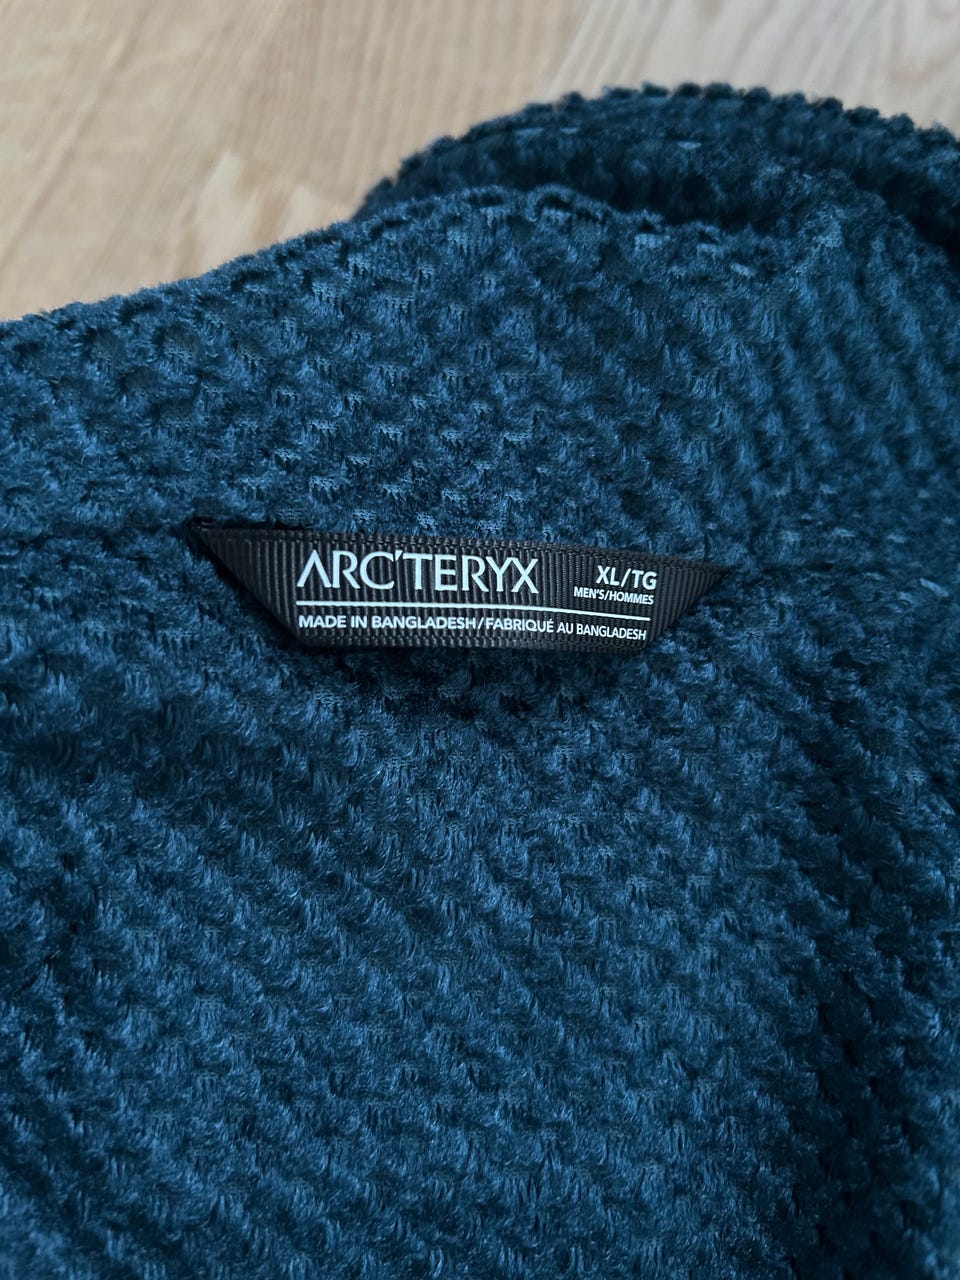 ARC'TERYX
XL/TG
MEN'S/HOMMES
MADE IN BANGLADESH/FABRIQUÉ AU BANGLADESH